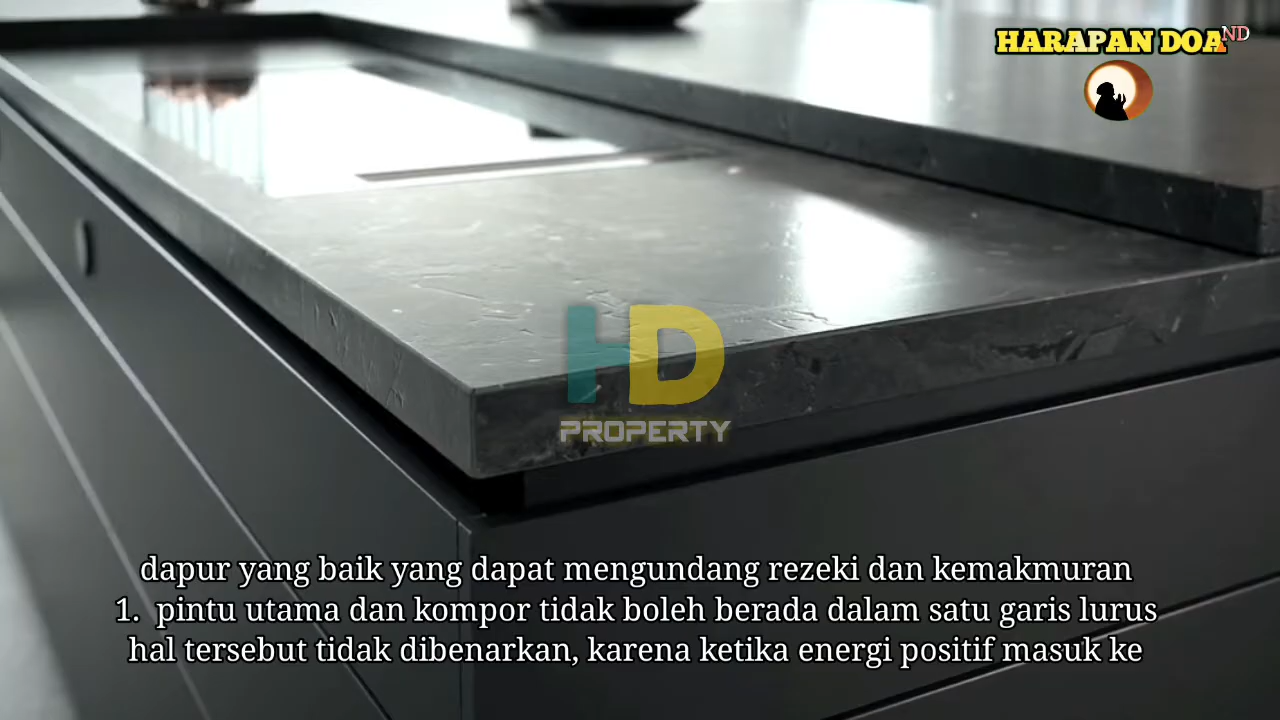 HARAPAN DOA ND
HD
PROPERTY
dapur yang baik yang dapat mengundang rezeki dan kemakmuran
1. pintu utama dan kompor tidak boleh berada dalam satu garis lurus
hal tersebut tidak dibenarkan, karena ketika energi positif masuk ke